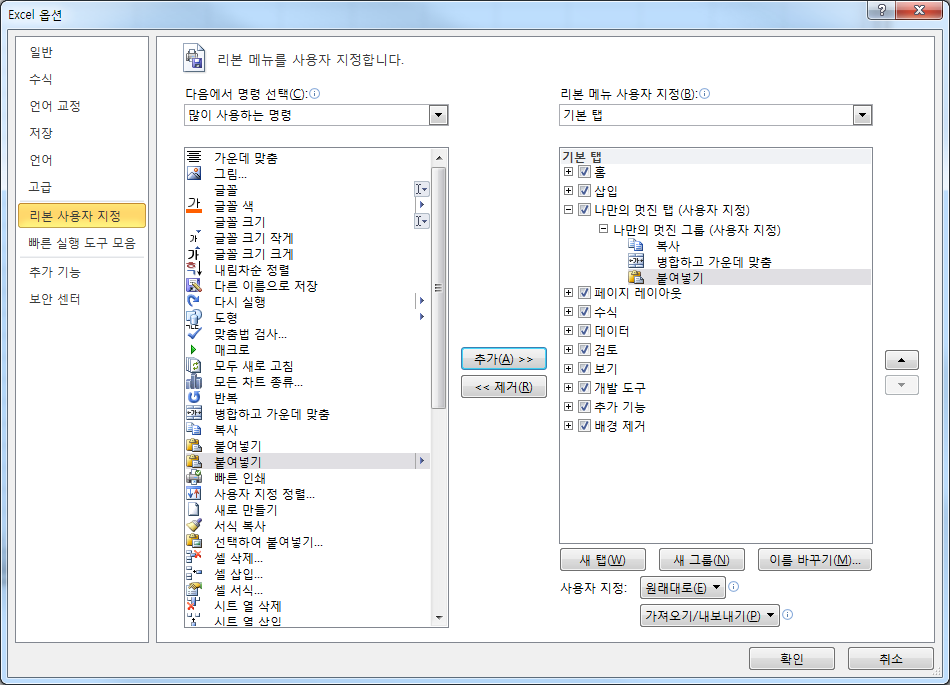 Excel 옵션
일반
수식
언어 교정
저장
언어
고급
리본 사용자 지정
빠른 실행 도구 모음
추가 기능
보안 센터
리본 메뉴를 사용자 지정합니다.
다음에서 명령 선택(C):
많이 사용하는 명령
가운데 맞춤
그림...
글꼴
글꼴 색
글꼴 크기
글꼴 크기 작게
글꼴 크기 크게
내림차순 정렬
다른 이름으로 저장
다시 실행
도형
맞춤법 검사...
매크로
모두 새로 고침
모든 차트 종류...
반복
병합하고 가운데 맞춤
복사
붙여넣기
붙여넣기
빠른 인쇄
사용자 지정 정렬...
새로 만들기
서식 복사
선택하여 붙여넣기...
셀 삭제...
셀 삽입...
셀 서식...
시트 열 삭제
시트 열 삽입
추가(A) >>
<< 제거(R)
리본 메뉴 사용자 지정(B):
기본 탭
기본 탭
홈
삽입
나만의 멋진 탭 (사용자 지정)
나만의 멋진 그룹 (사용자 지정)
복사
병합하고 가운데 맞춤
붙여넣기
페이지 레이아웃
수식
데이터
검토
보기
개발 도구
추가 기능
배경 제거
새 탭(W) 새 그룹(N) 이름 바꾸기(M)...
사용자 지정: 원래대로(E)
가져오기/내보내기(P)
확인 취소